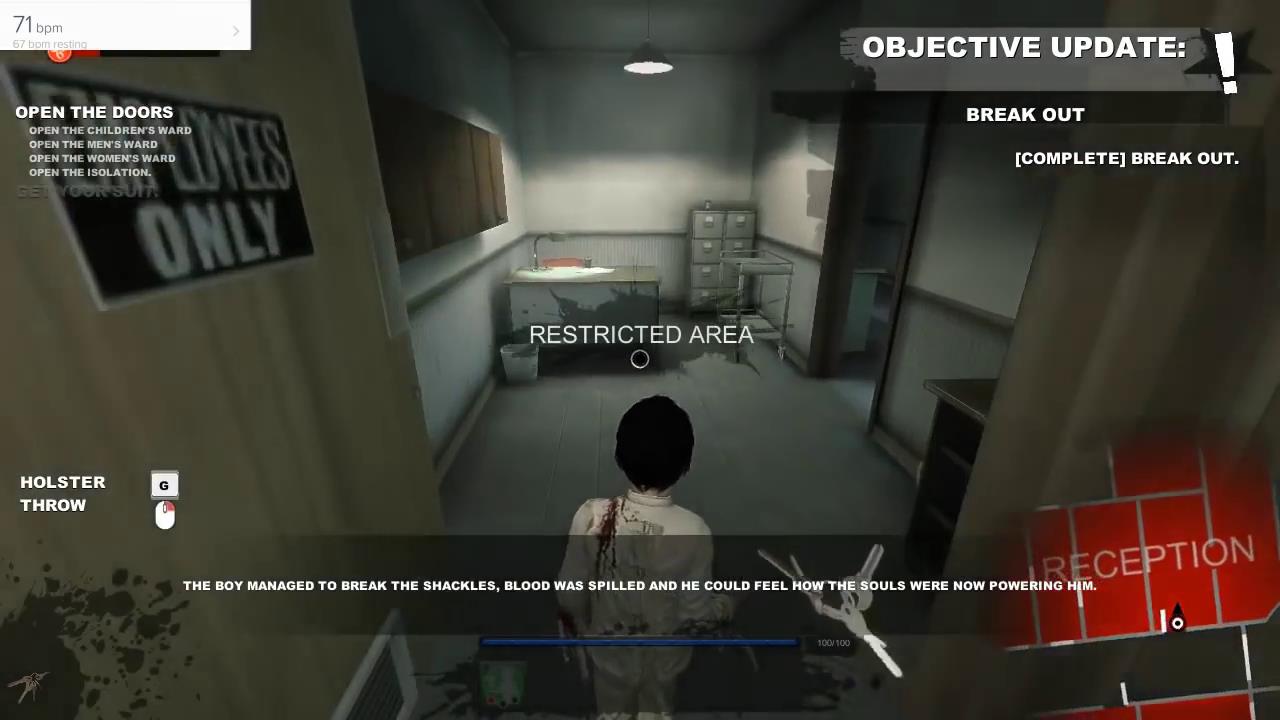 71 bpm
67 bpm resting
OBJECTIVE UPDATE:
BREAK OUT
[COMPLETE] BREAK OUT.
OPEN THE DOORS
OPEN THE CHILDREN'S WARD
OPEN THE MEN'S WARD
OPEN THE WOMEN'S WARD
OPEN THE ISOLATION.
GET YOUR SUIT!
ONLY
RESTRICTED AREA
HOLSTER G
THROW
RECEPTION
THE BOY MANAGED TO BREAK THE SHACKLES, BLOOD WAS SPILLED AND HE COULD FEEL HOW THE SOULS WERE NOW POWERING HIM.
100/100